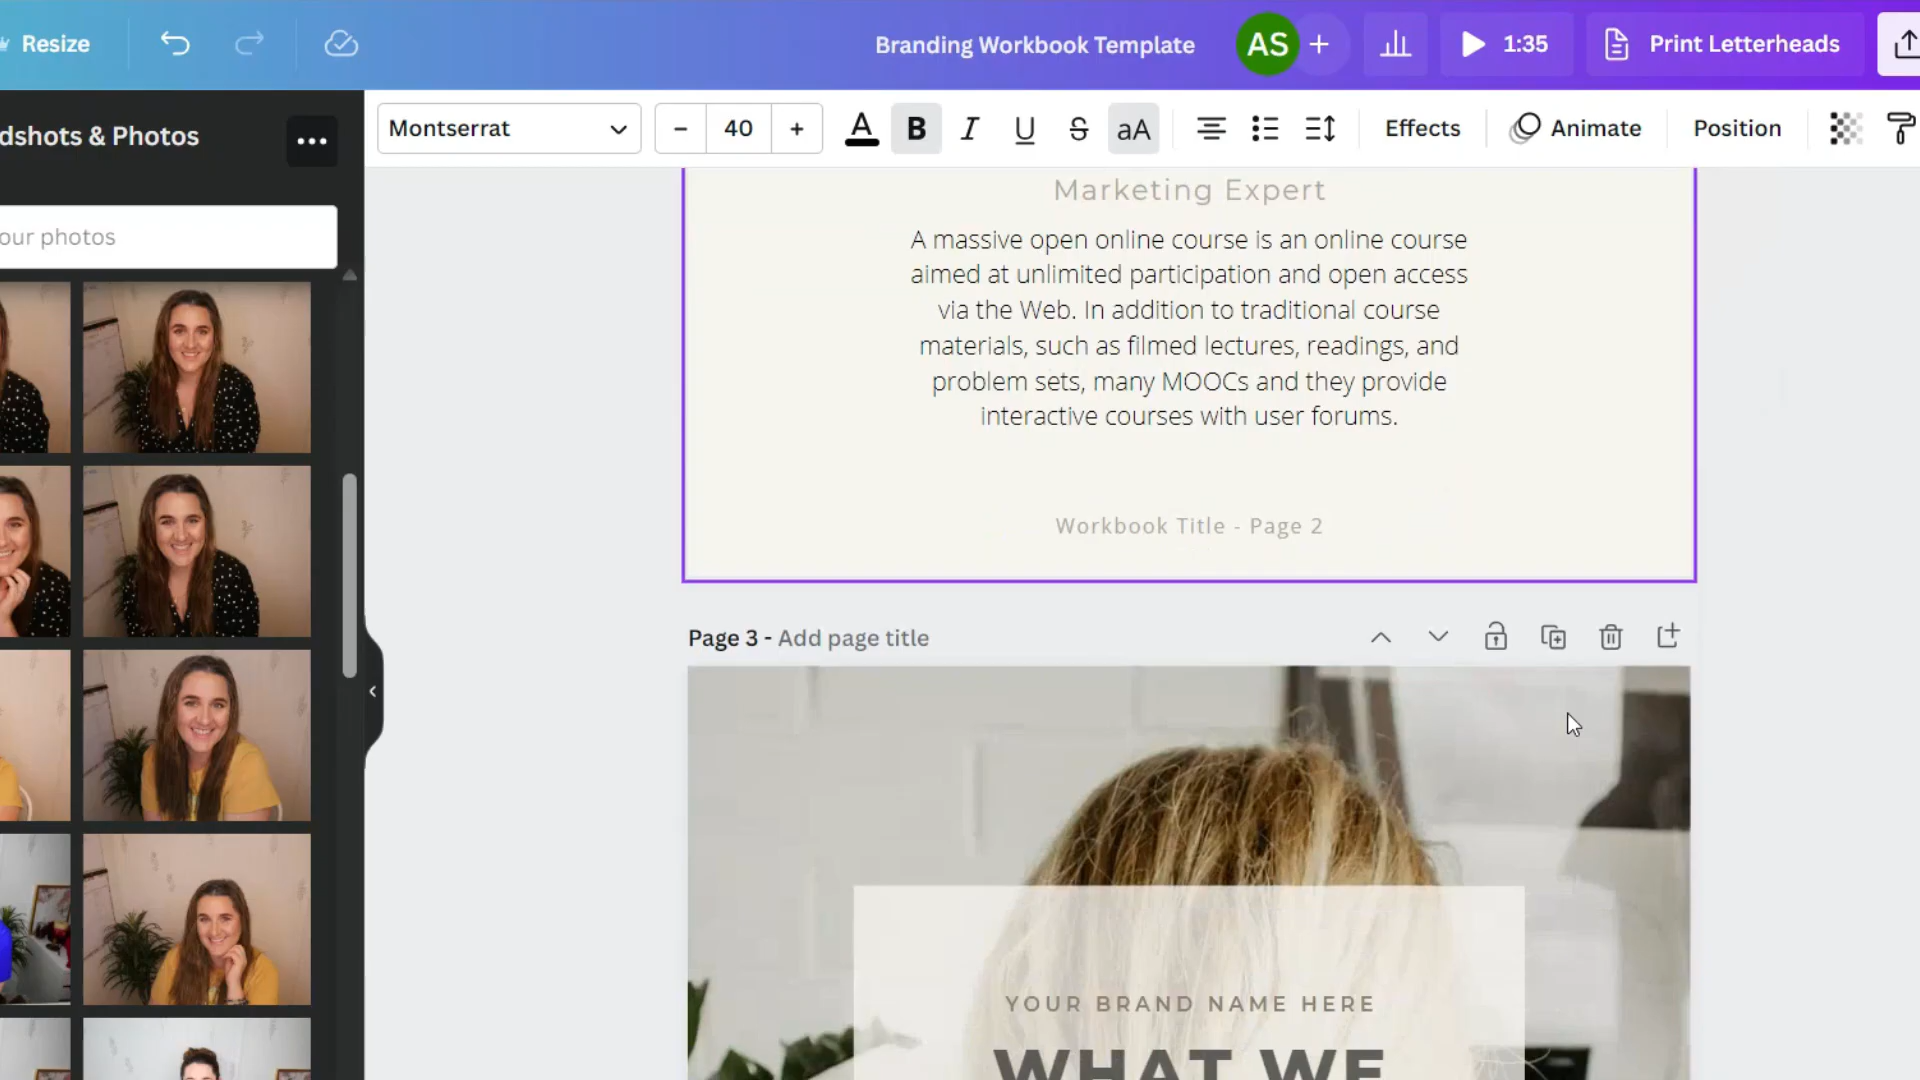 Resize
Branding Workbook Template
AS
1:35
Print Letterheads
dshots & Photos
our photos
Montserrat
40
A
B
I
U
S
aA
Effects
Animate
Position
Marketing Expert
A massive open online course is an online course
aimed at unlimited participation and open access
via the Web. In addition to traditional course
materials, such as filmed lectures, readings, and
problem sets, many MOOCs and they provide
interactive courses with user forums.
Workbook Title - Page 2
Page 3 - Add page title
YOUR BRAND NAME HERE
WHAT WE